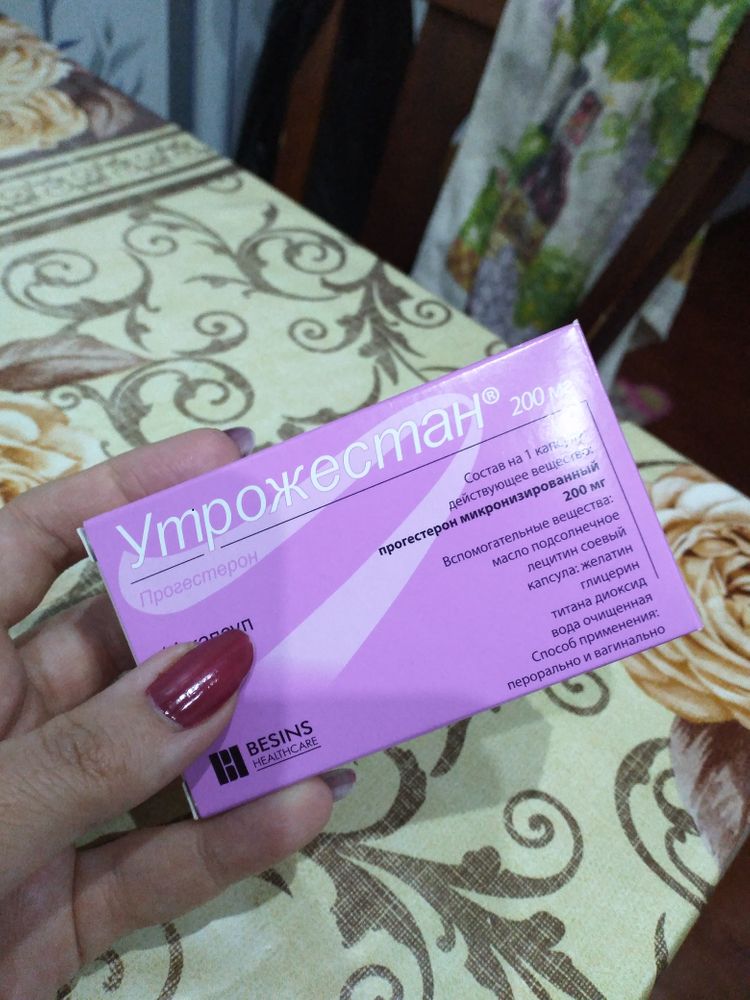 Утрожестан® 200 мг
Прогестерон
капсул
Состав на 1 капсулу:
действующее вещество:
прогестерон микронизированный
200 мг
Вспомогательные вещества:
масло подсолнечное
лецитин соевый
капсула: желатин
глицерин
титана диоксид
вода очищенная
Способ применения:
перорально и вагинально
BESINS
HEALTHCARE